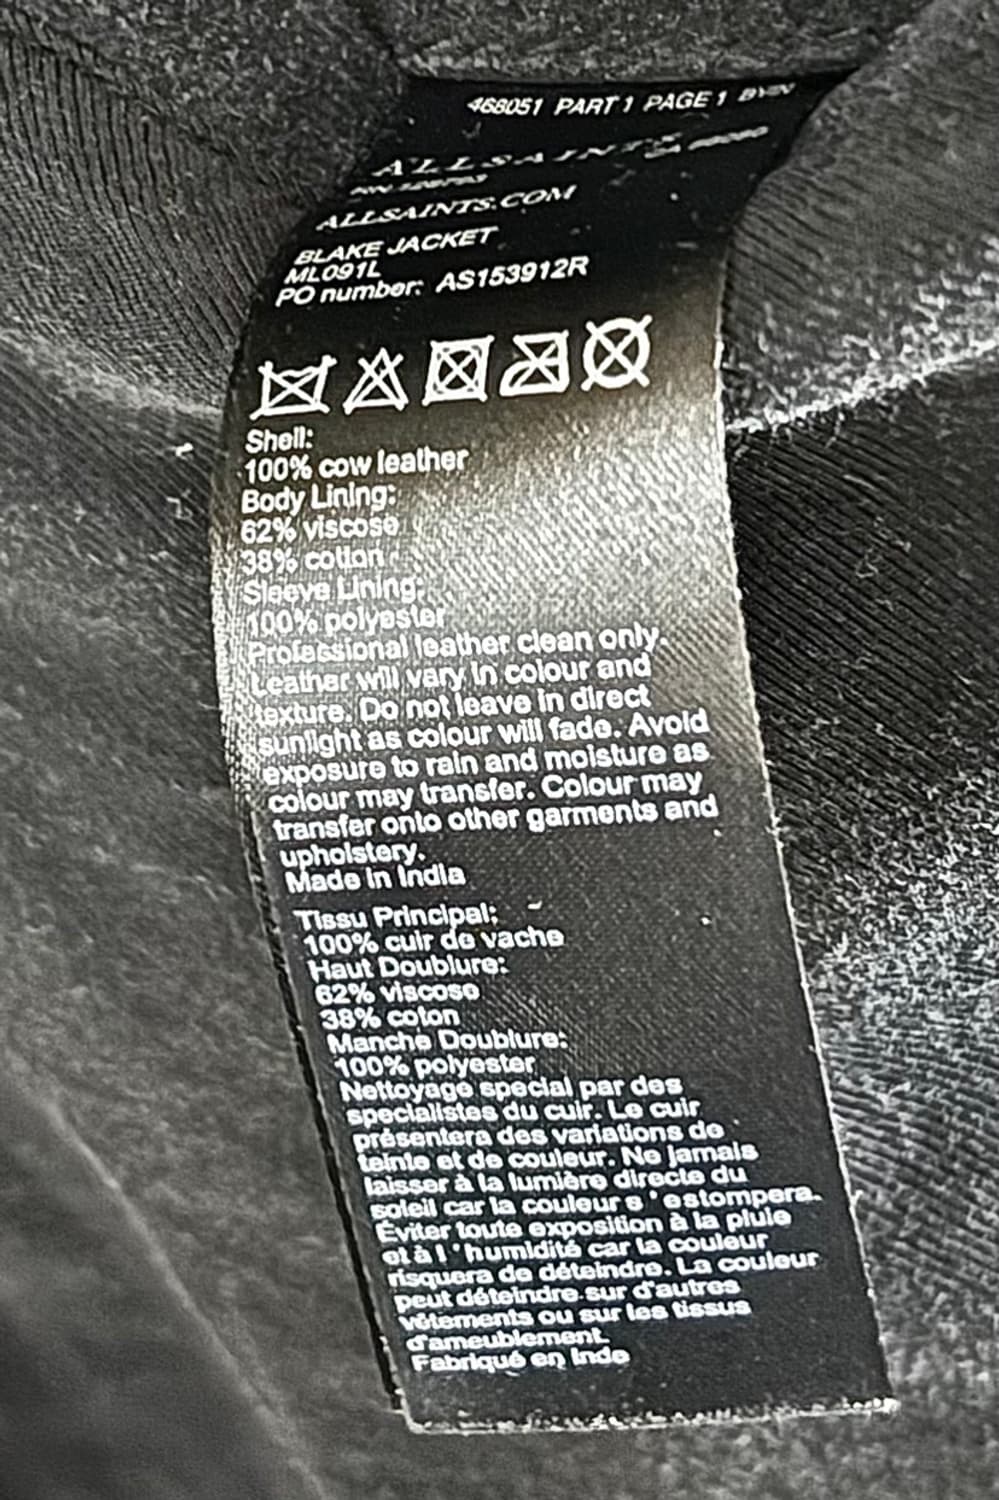 468051 PART 1 PAGE 1
ALLSAINTS
ALLSAINTS.COM
BLAKE JACKET
ML091L
PO number: AS153912R
Shell:
100% cow leather
Body Lining:
62% viscose
38% cotton
Sleeve Lining:
100% polyester
Professional leather clean only.
Leather will vary in colour and
texture. Do not leave in direct
sunlight as colour will fade. Avoid
exposure to rain and moisture as
colour may transfer. Colour may
transfer onto other garments and
upholstery.
Made in India
Tissu Principal:
100% cuir de vache
Haut Doublure:
62% viscose
38% coton
Manche Doublure:
100% polyester
Nettoyage special par des
specialistes du cuir. Le cuir
présentera des variations de
teinte et de couleur. Ne jamais
laisser à la lumière directe du
soleil car la couleur s'estompera.
Éviter toute exposition à la pluie
et à l'humidité car la couleur
risquera de déteindre. La couleur
peut déteindre sur d'autres
vêtements ou sur les tissus
d'ameublement.
Fabriqué en Inde